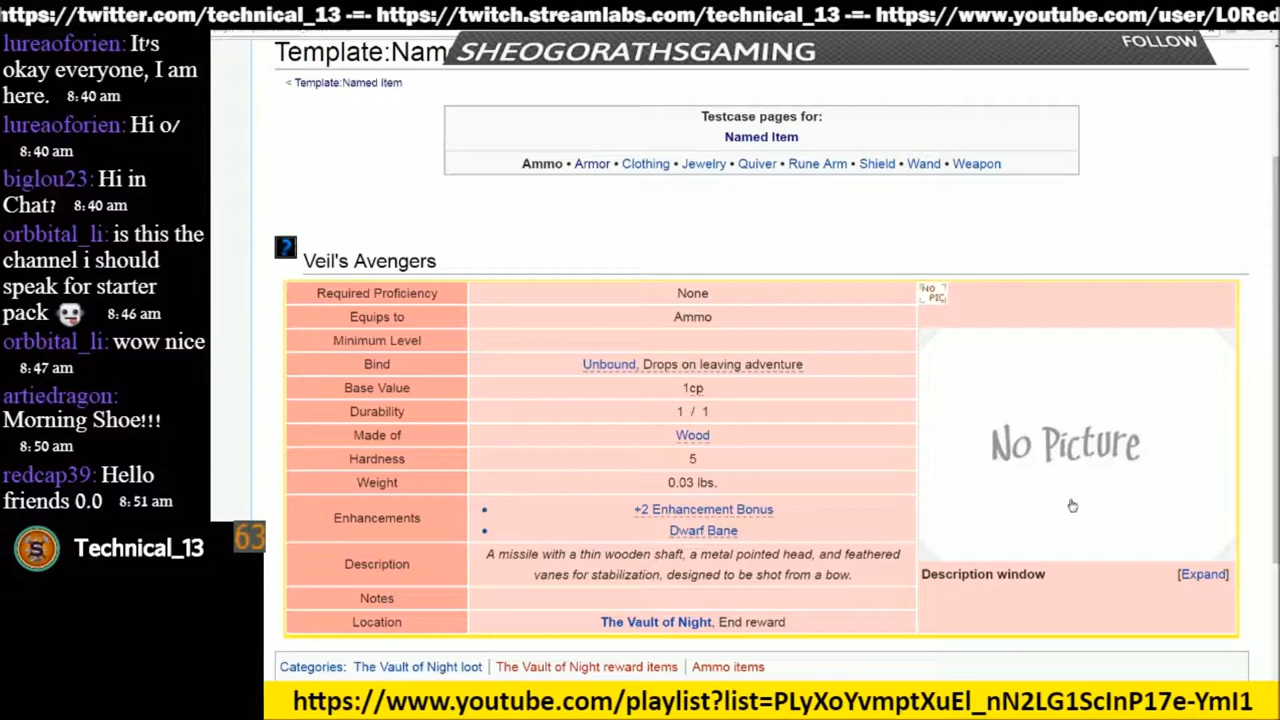 https://twitter.com/technical_13 -=- https://twitch.streamlabs.com/technical_13 -=- https://www.youtube.com/user/L0Red
lureaoforien: It's
okay everyone, I am
here. 8:40 am
lureaoforien: Hi o/
8:40 am
biglou23: Hi in
Chat? 8:40 am
orbbital_li: is this the
channel i should
speak for starter
pack 8:46 am
orbbital_li: wow nice
8:47 am
artiedragon:
Morning Shoe!!!
8:50 am
redcap39: Hello
friends 0.0 8:51 am
Technical_13
63
Template:Nam
SHEOGORATHSGAMING
FOLLOW
< Template:Named Item
Testcase pages for:
Named Item
Ammo • Armor • Clothing • Jewelry • Quiver • Rune Arm • Shield • Wand • Weapon
? Veil's Avengers
Required Proficiency None
Equips to Ammo
Minimum Level
Bind Unbound, Drops on leaving adventure
Base Value 1cp
Durability 1 / 1
Made of Wood
Hardness 5
Weight 0.03 lbs.
Enhancements
• +2 Enhancement Bonus
• Dwarf Bane
Description
A missile with a thin wooden shaft, a metal pointed head, and feathered
vanes for stabilization, designed to be shot from a bow.
Notes
Location The Vault of Night, End reward
No
PIC
No Picture
Description window [Expand]
Categories: The Vault of Night loot | The Vault of Night reward items | Ammo items
https://www.youtube.com/playlist?list=PLyXoYvmptXuEl_nN2LG1ScInP17e-YmI1